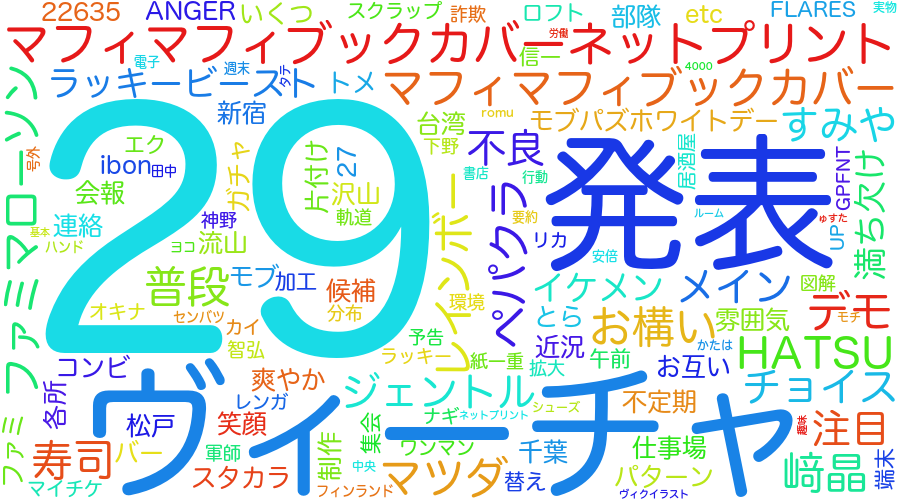 22635
ANGER
いくつ
スクラップ
詐欺
ロフト
部隊
etc
FLARES
実物
マフィマフィブックカバーネットプリント
労働
信一
電子
週末
タテ
4000
ラッキービースト
トメ
マフィマフィブックカバー
ファミマローソン
新宿
台湾
romu
モブパズホワイトデー
すみや
号外
エク
ibon
田中
下野
不良
居酒屋
GPFNT
満ち欠け
ガチャ
片付け
27
書店
行動
会報
沢山
神野
軌道
29
発表
連絡
基本
ハンド
ヨコ
流山
レインボー
ペパクラ
要約
リカ
ルーム
UP
ゅすた
安倍
普段
モブ
加工
候補
環境
イケメン
メイン
図解
オキナ
センバツ
カイ
分布
とら
お構い
雰囲気
デモ
モチ
智弘
予告
ラッキー
近況
午前
かたは
HATSU
コンビ
紙一重
拡大
お互い
爽やか
ヴィーチャ
ジェントル
チョイス
各所
レンガ
ナギ
ネットプリント
シューズ
不定期
松戸
笑顔
集会
注目
ファミ
寿司
バー
軍師
制作
ワンマン
千葉
仕事場
趣味
マイチケ
スタカラ
中央
マツダ
替え
パターン
﨑晶
端末
フィンランド
ヴィクイラスト